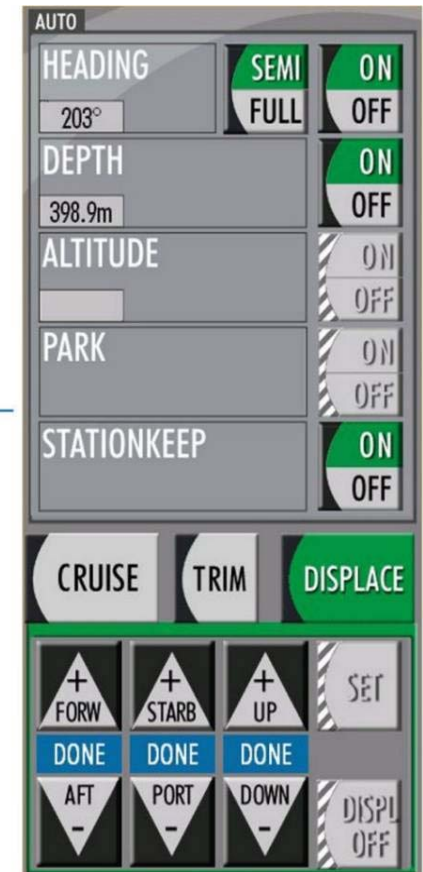 AUTO
HEADING SEMI ON
203° FULL OFF
DEPTH ON
398.9m OFF
ALTITUDE ON
OFF
PARK ON
OFF
STATIONKEEP ON
OFF
CRUISE TRIM DISPLACE
+ + + SET
FORW STARB UP
DONE DONE DONE
AFT PORT DOWN DISPL
- - - OFF